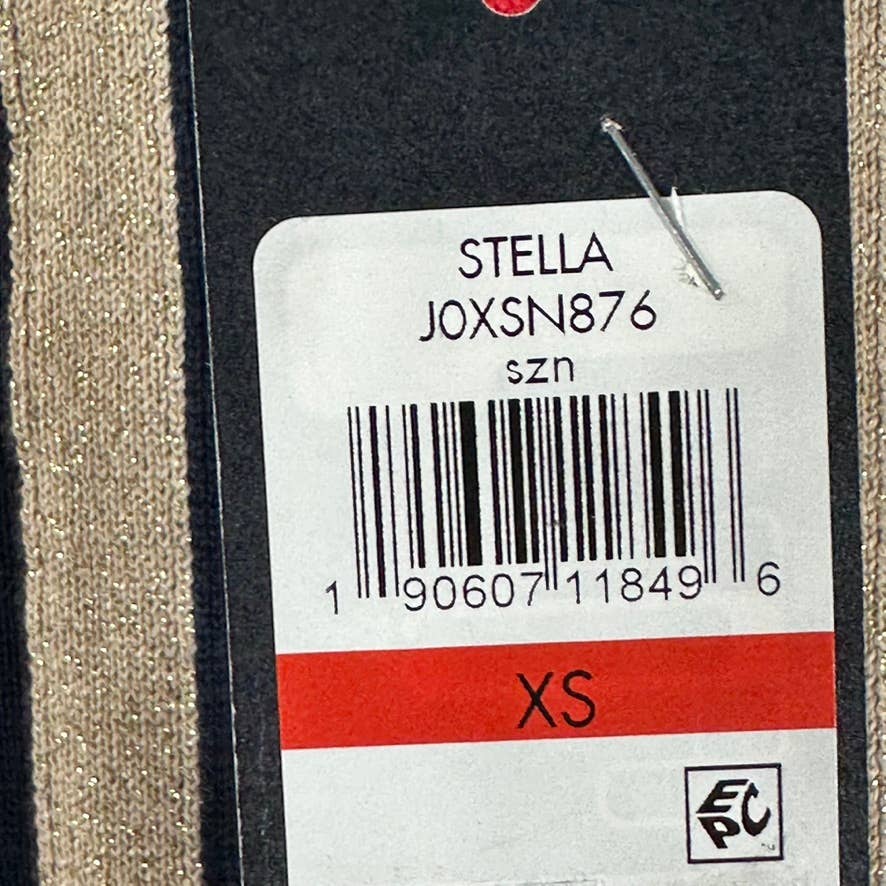 STELLA
J0XSN876
szn
1 90607 11849 6
XS
EPC